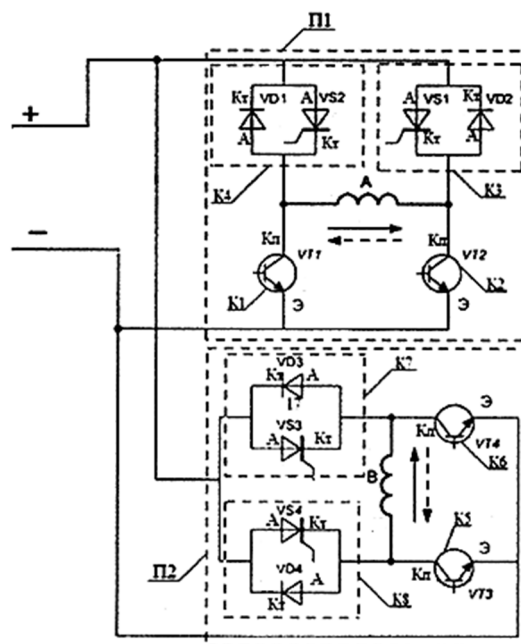 П1
А А
Кт VD1 VS2 VS1 Кт VD2
+
А Кт Кт А
К4 А К3
−
Кл Кл
VT1 VT2
К1 Э Э К2
VD3 К7
Кт А Э
VS3
А Кт Кл VT4
К6
В
VS4 К5
А Кт Э
VD4
П2 А Кл VT3
Кт К8